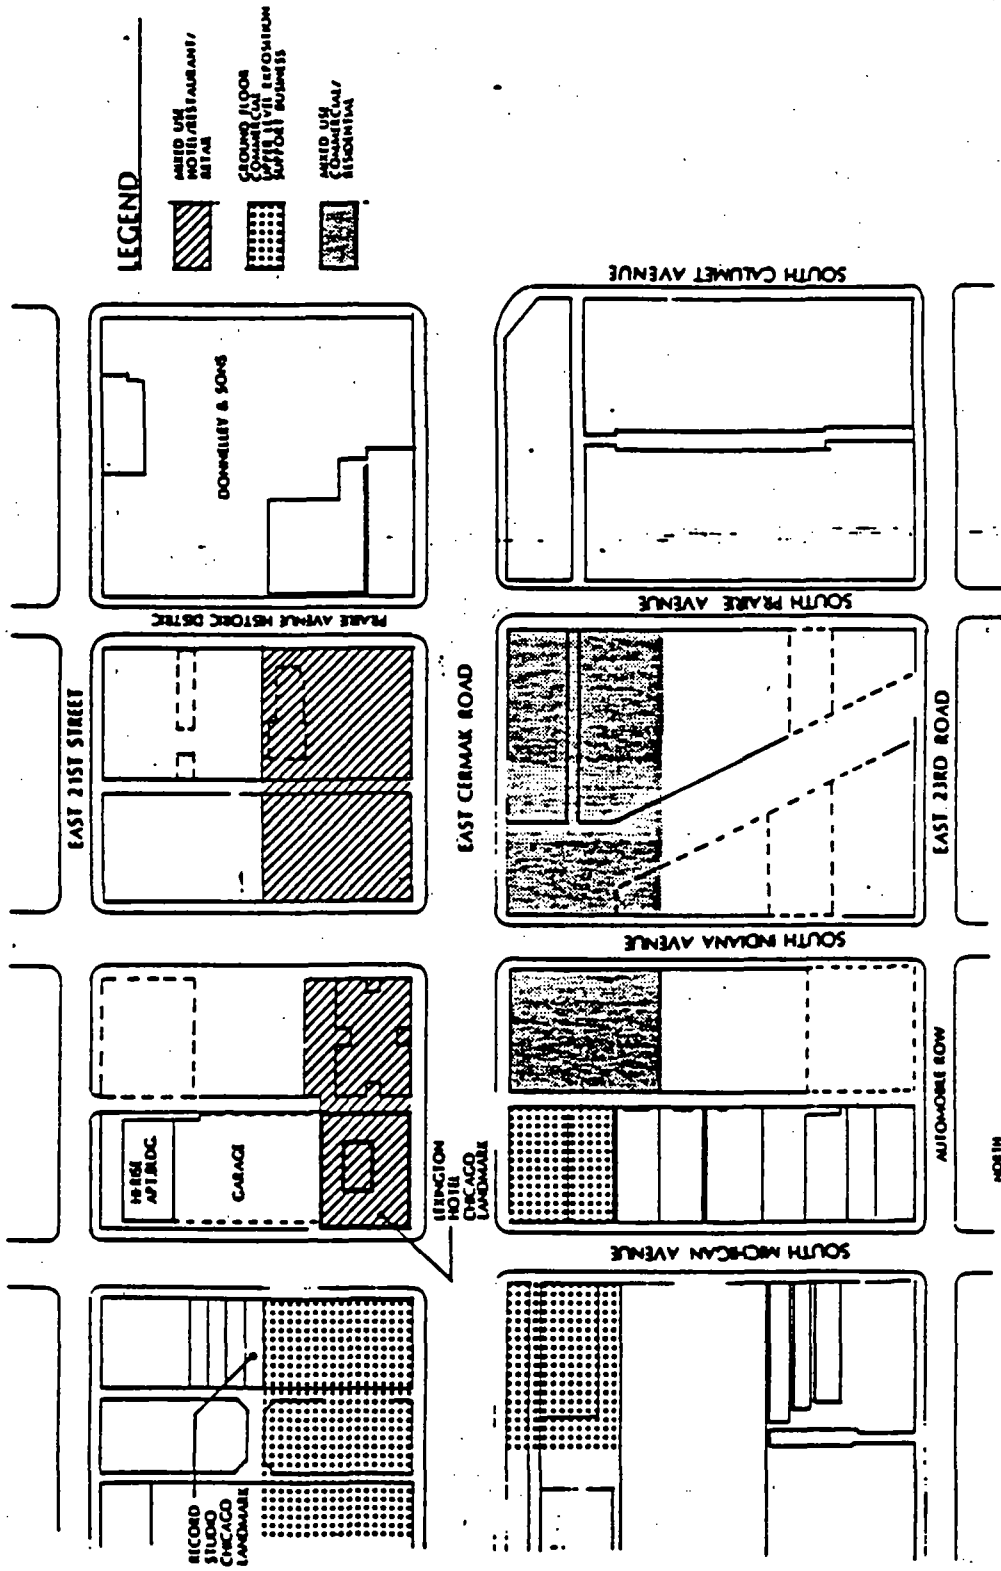 LEGEND
MIXED USE
HOTEL/RESTAURANT/
RETAIL
GROUND FLOOR
COMMERCIAL
UPPER LEVEL EXPOSITION
SUPPORT BUSINESS
MIXED USE
COMMERCIAL/
RESIDENTIAL
EAST 21ST STREET
DONNELLEY & SONS
PRAIRIE AVENUE HISTORIC DISTRIC
HI-RISE
APT. BLDG.
GARAGE
RECORD
STUDIO
CHICAGO
LANDMARK
LEXINGTON
HOTEL
CHICAGO
LANDMARK
EAST CERMAK ROAD
SOUTH CALUMET AVENUE
SOUTH PRAIRIE AVENUE
SOUTH INDIANA AVENUE
SOUTH MICHIGAN AVENUE
EAST 23RD ROAD
AUTOMOBILE ROW
NORTH